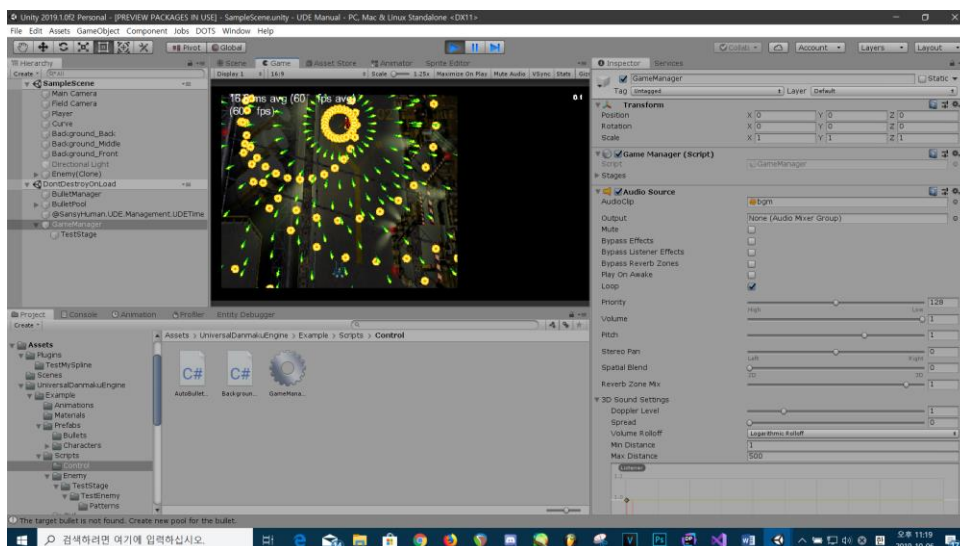 Unity 2019.1.0f2 Personal - [PREVIEW PACKAGES IN USE] - SampleScene.unity - UDE Manual - PC, Mac & Linux Standalone <DX11>
File Edit Assets GameObject Component Jobs DOTS Window Help
Pivot Global Collab Account Layers Layout
Hierarchy
Create
SampleScene
Main Camera
Field Camera
Player
Curve
Background_Back
Background_Middle
Background_Front
Directional Light
Enemy(Clone)
DontDestroyOnLoad
BulletManager
BulletPool
@SansyHuman.UDE.Management.UDETime
GameManager
TestStage
Scene Game Asset Store Animator Sprite Editor
Display 1 16:9 Scale 1.25x Maximize On Play Mute Audio VSync Stats
fps avg)
(60 fps)
Inspector Services
GameManager Static
Tag Untagged Layer Default
Transform
Position X 0 Y 0 Z 0
Rotation X 0 Y 0 Z 0
Scale X 1 Y 1 Z 1
Game Manager (Script)
Script GameManager
Stages
Audio Source
AudioClip bgm
Output None (Audio Mixer Group)
Mute
Bypass Effects
Bypass Listener Effects
Bypass Reverb Zones
Play On Awake
Loop
Priority 128
High Low
Volume 1
Pitch 1
Stereo Pan 0
Left Right
Spatial Blend 0
2D 3D
Reverb Zone Mix 1
3D Sound Settings
Doppler Level 1
Spread 0
Volume Rolloff Logarithmic Rolloff
Min Distance 1
Max Distance 500
Listener
Project Console Animation Profiler Entity Debugger
Create
Assets > UniversalDanmakuEngine > Example > Scripts > Control
Assets
Plugins
TestMySpline
Scenes
UniversalDanmakuEngine
Example
Animations
Materials
Prefabs
Bullets
Characters
Scripts
Control
Enemy
TestStage
TestEnemy
Patterns
C# C#
AutoBullet... Backgroun... GameMana...
The target bullet is not found. Create new pool for the bullet.
검색하려면 여기에 입력하십시오.
오후 11:19
2019-10-06